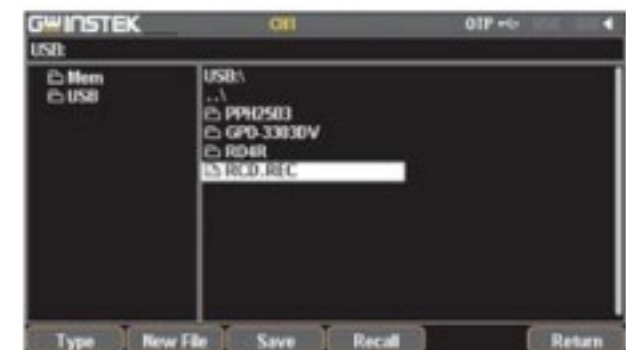 GWINSTEK OFF OTP
USB:
Mem
USB
USB:\
..\
PPH2503
GPD-3303DV
RD4R
RCD.REC
Type New File Save Recall Return